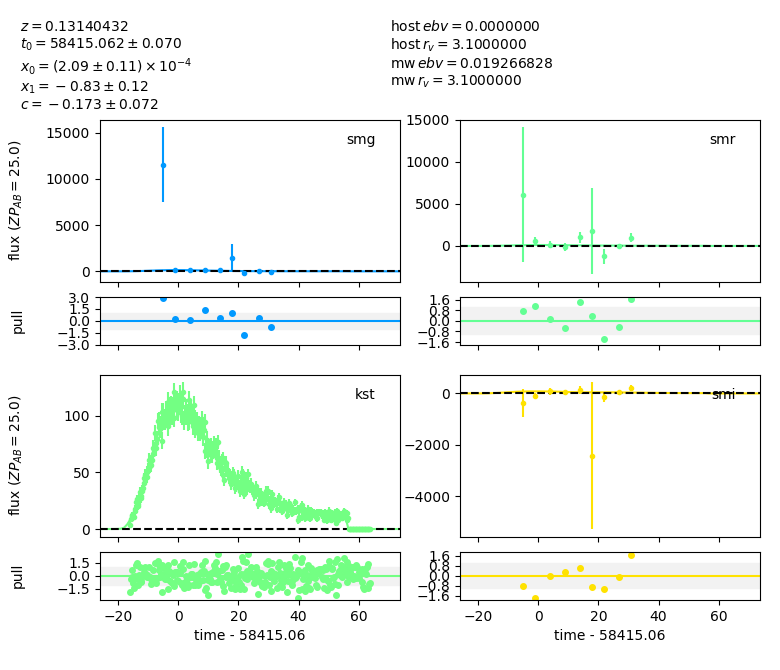 z = 0.13140432
t₀ = 58415.062 ± 0.070
x₀ = (2.09 ± 0.11) × 10⁻⁴
x₁ = −0.83 ± 0.12
c = −0.173 ± 0.072
host ebv = 0.0000000
host r_v = 3.1000000
mw ebv = 0.019266828
mw r_v = 3.1000000
smg
flux (ZP_AB = 25.0)
15000
10000
5000
0
smr
15000
10000
5000
0
pull
3.0
1.5
0.0
−1.5
−3.0
1.6
0.8
0.0
−0.8
−1.6
kst
flux (ZP_AB = 25.0)
100
50
0
smi
0
−2000
−4000
pull
1.5
0.0
−1.5
−20 0 20 40 60
time - 58415.06
1.6
0.8
0.0
−0.8
−1.6
−20 0 20 40 60
time - 58415.06